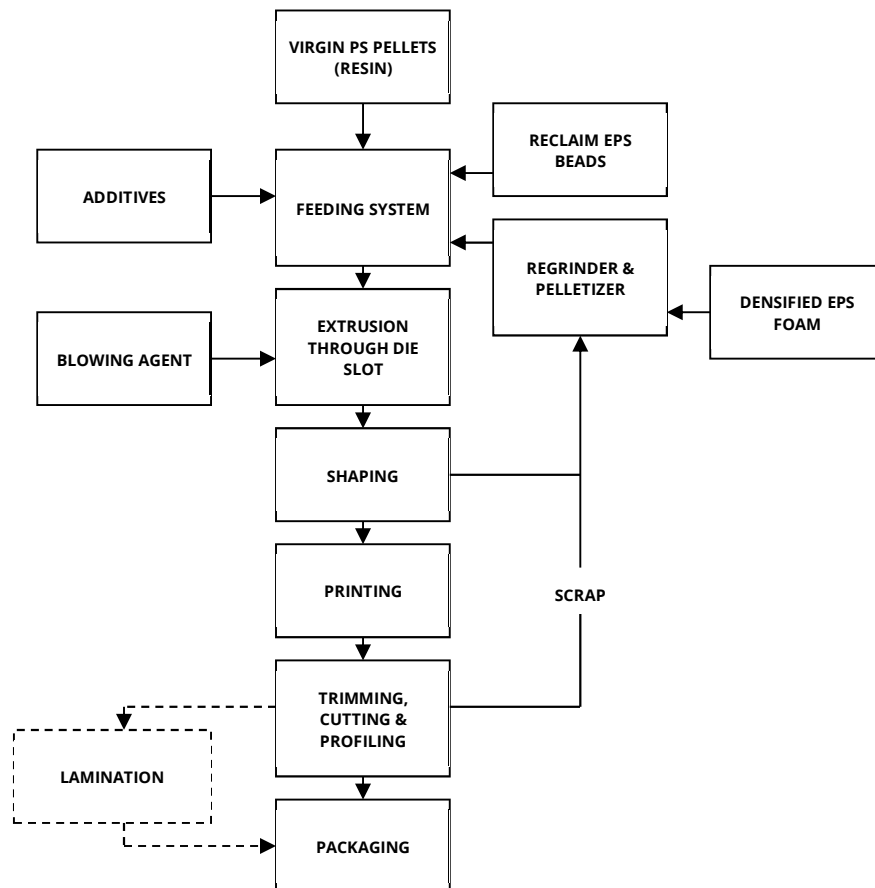 VIRGIN PS PELLETS
(RESIN)
RECLAIM EPS
BEADS
ADDITIVES
FEEDING SYSTEM
REGRINDER &
PELLETIZER
DENSIFIED EPS
FOAM
EXTRUSION
THROUGH DIE
SLOT
BLOWING AGENT
SHAPING
PRINTING
SCRAP
TRIMMING,
CUTTING &
PROFILING
LAMINATION
PACKAGING